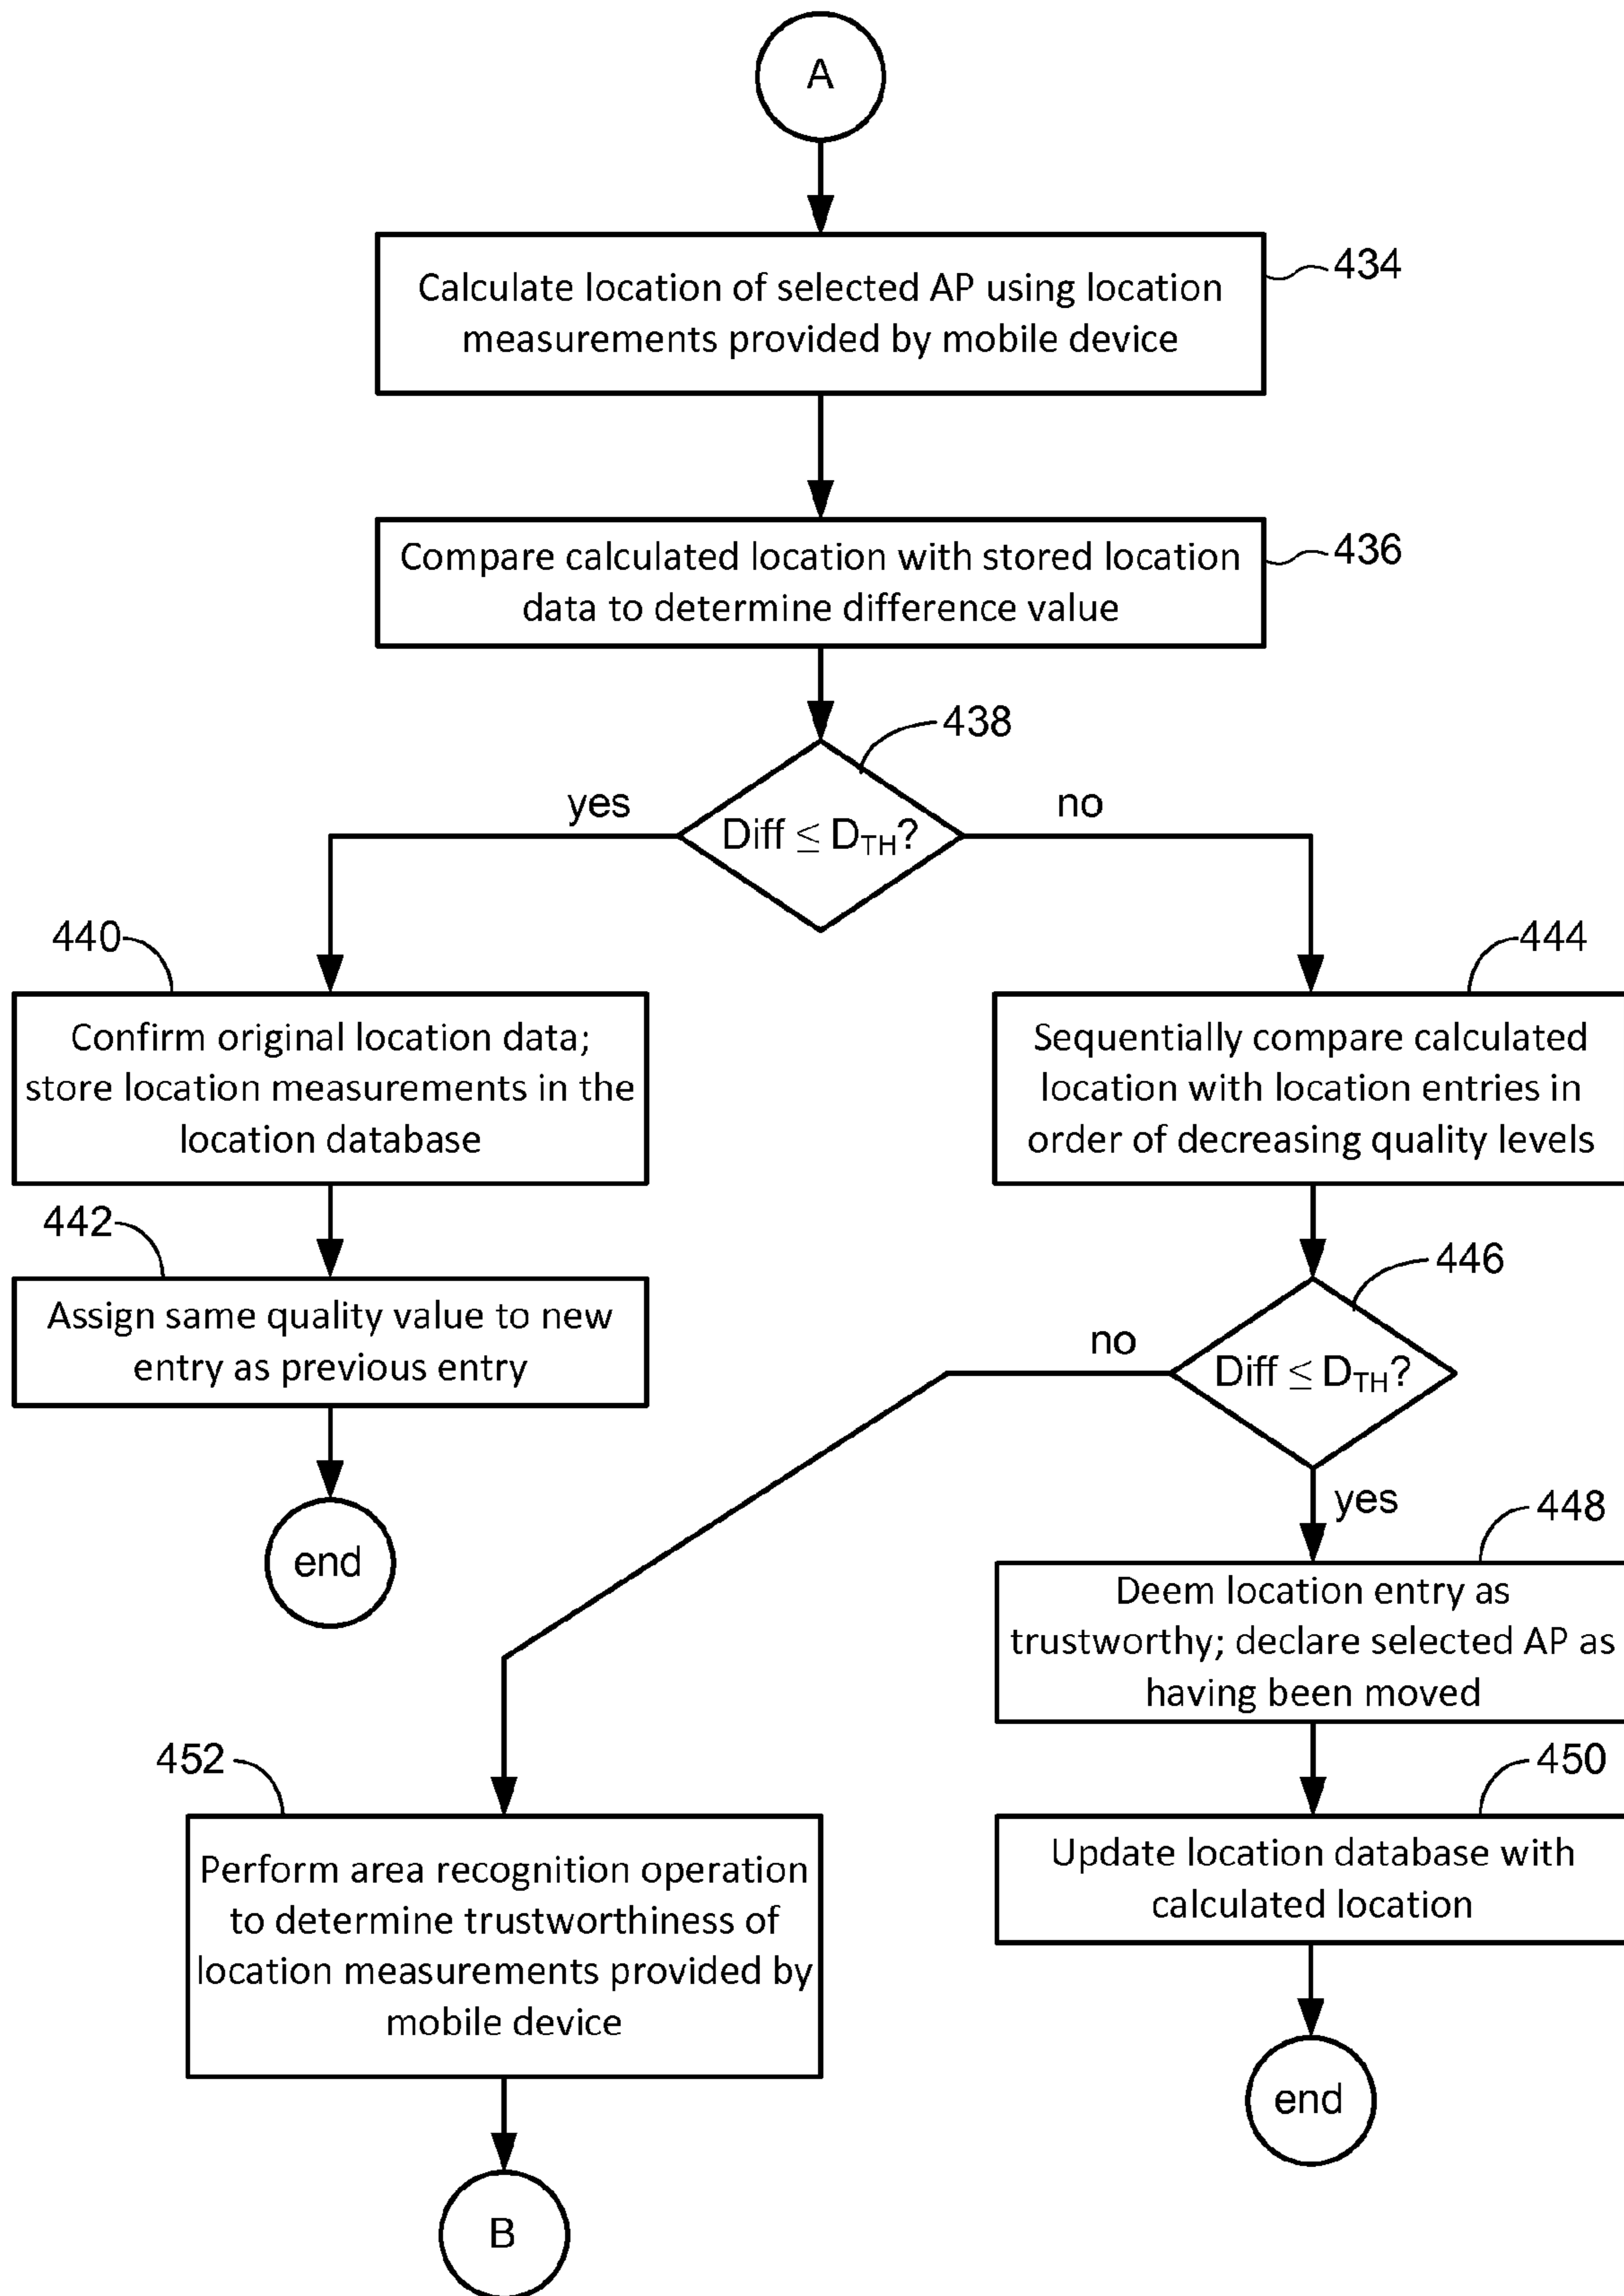 A
Calculate location of selected AP using location
measurements provided by mobile device
434
Compare calculated location with stored location
data to determine difference value
436
438
yes
Diff ≤ D_TH?
no
440
Confirm original location data;
store location measurements in the
location database
444
Sequentially compare calculated
location with location entries in
order of decreasing quality levels
442
Assign same quality value to new
entry as previous entry
end
446
no
Diff ≤ D_TH?
yes
448
Deem location entry as
trustworthy; declare selected AP as
having been moved
450
Update location database with
calculated location
end
452
Perform area recognition operation
to determine trustworthiness of
location measurements provided by
mobile device
B